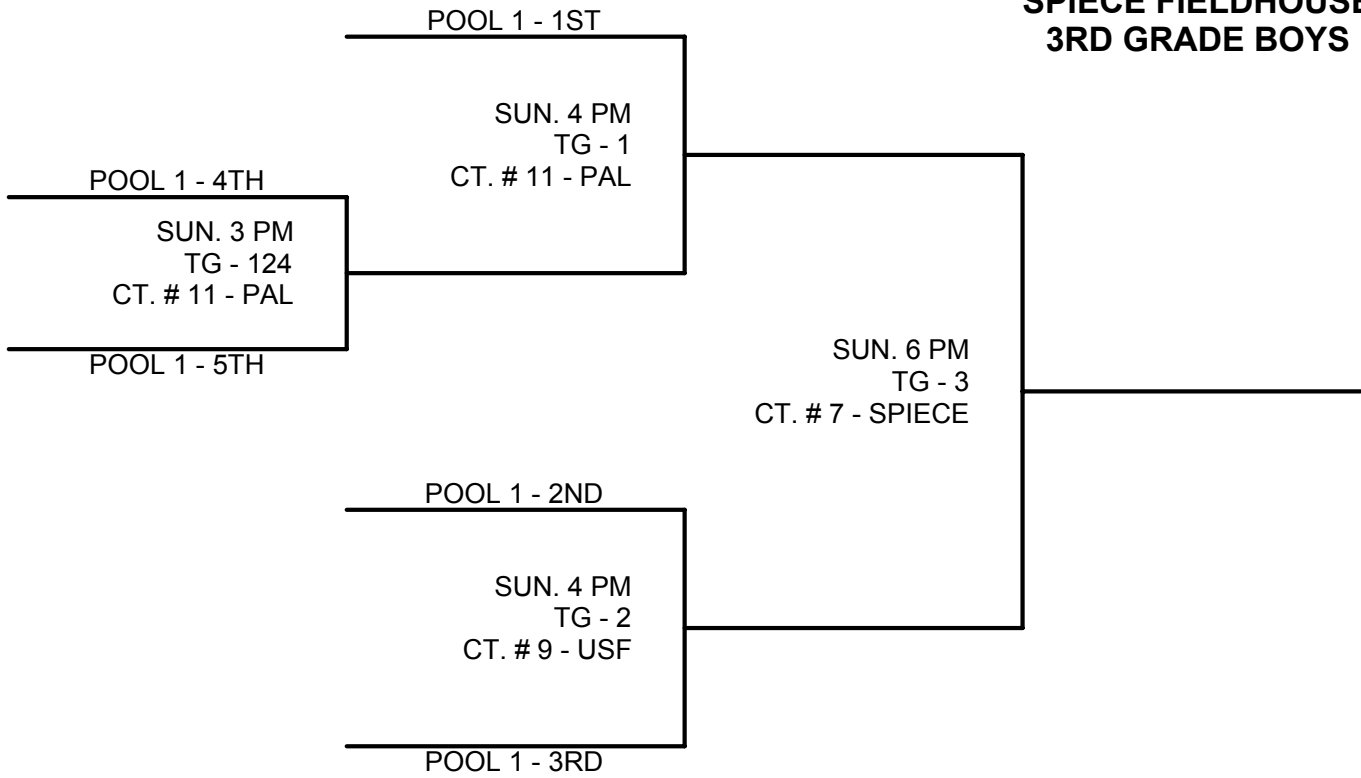 SPIECE FIELDHOUSE
3RD GRADE BOYS
POOL 1 - 1ST
SUN. 4 PM
TG - 1
CT. # 11 - PAL
POOL 1 - 4TH
SUN. 3 PM
TG - 124
CT. # 11 - PAL
POOL 1 - 5TH
SUN. 6 PM
TG - 3
CT. # 7 - SPIECE
POOL 1 - 2ND
SUN. 4 PM
TG - 2
CT. # 9 - USF
POOL 1 - 3RD